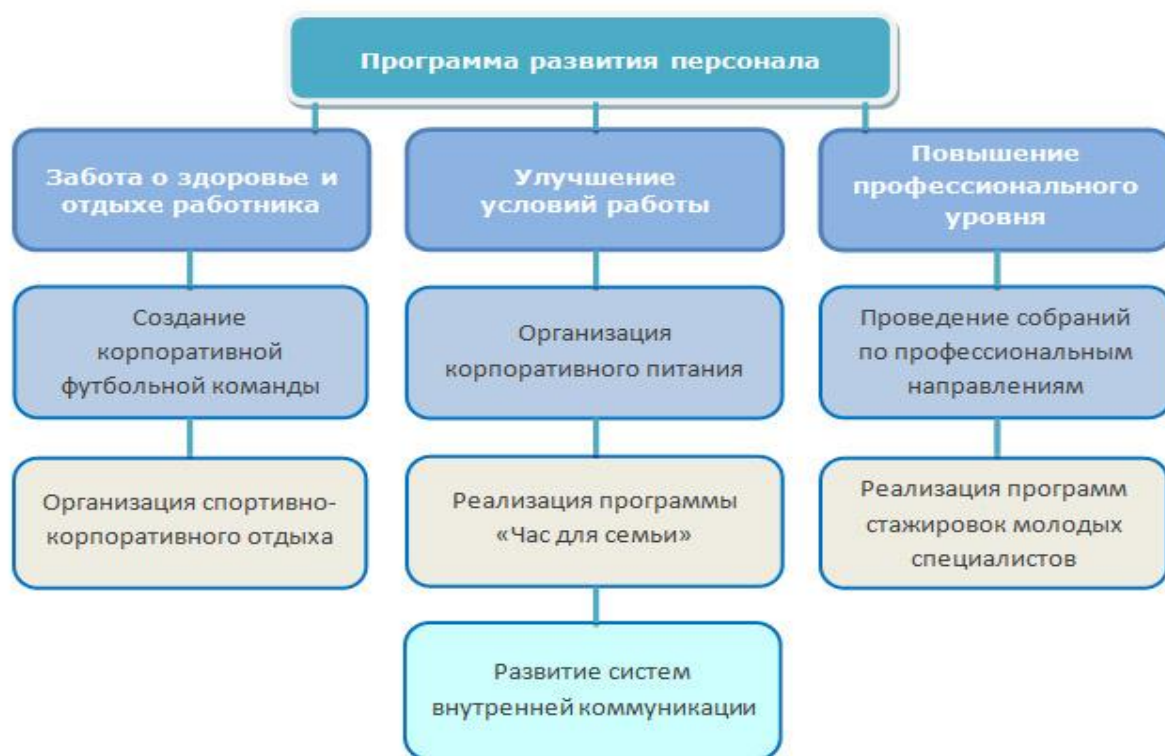 Программа развития персонала
Забота о здоровье и
отдыхе работника
Улучшение
условий работы
Повышение
профессионального
уровня
Создание
корпоративной
футбольной команды
Организация
корпоративного питания
Проведение собраний
по профессиональным
направлениям
Организация спортивно-
корпоративного отдыха
Реализация программы
«Час для семьи»
Реализация программ
стажировок молодых
специалистов
Развитие систем
внутренней коммуникации